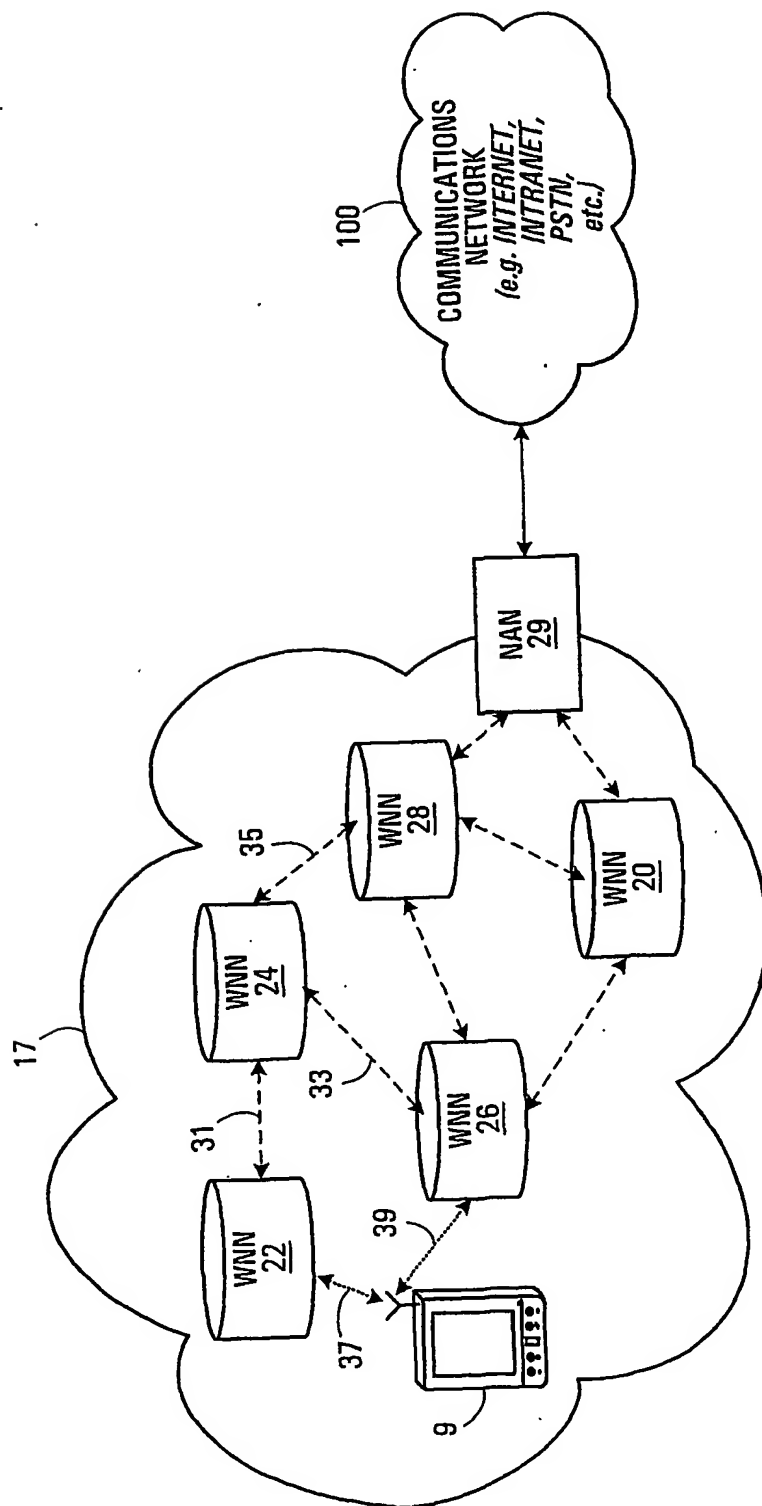 17
100
COMMUNICATIONS
NETWORK
(e.g. INTERNET,
INTRANET,
PSTN,
etc.)
31
35
WNN
22
WNN
24
WNN
28
NAN
29
37
39
33
WNN
26
WNN
20
9